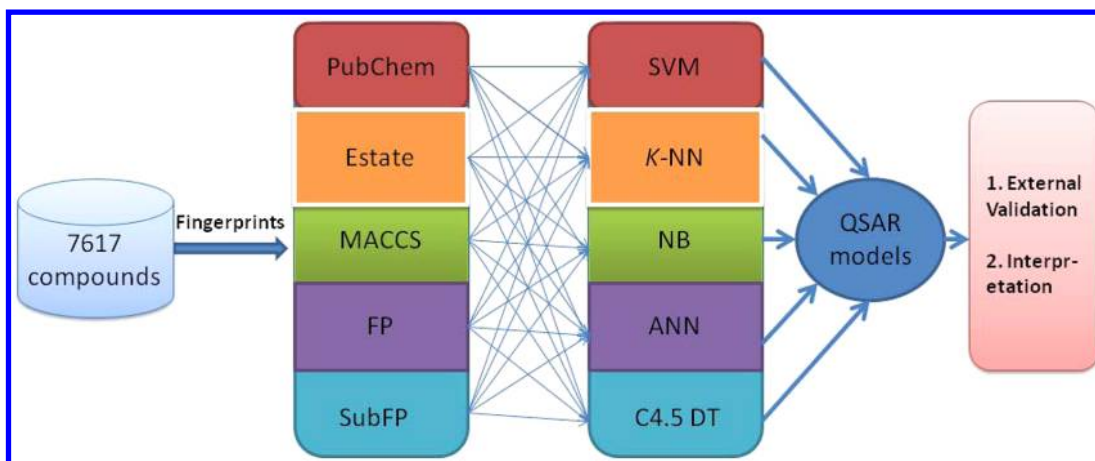 7617
compounds
Fingerprints
PubChem
Estate
MACCS
FP
SubFP
SVM
K-NN
NB
ANN
C4.5 DT
QSAR
models
1. External
Validation
2. Interpr-
etation